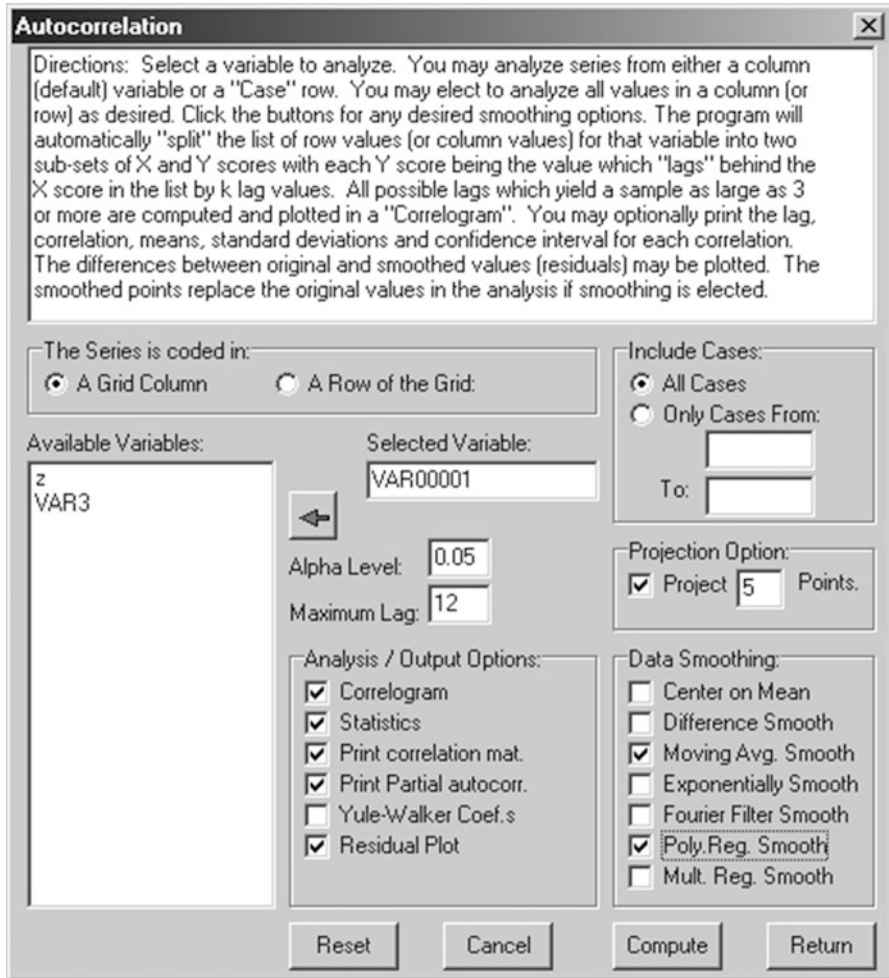 Autocorrelation
Directions: Select a variable to analyze. You may analyze series from either a column
(default) variable or a "Case" row. You may elect to analyze all values in a column (or
row) as desired. Click the buttons for any desired smoothing options. The program will
automatically "split" the list of row values (or column values) for that variable into two
sub-sets of X and Y scores with each Y score being the value which "lags" behind the
X score in the list by k lag values. All possible lags which yield a sample as large as 3
or more are computed and plotted in a "Correlogram". You may optionally print the lag,
correlation, means, standard deviations and confidence interval for each correlation.
The differences between original and smoothed values (residuals) may be plotted. The
smoothed points replace the original values in the analysis if smoothing is elected.
The Series is coded in:
A Grid Column
A Row of the Grid:
Include Cases:
All Cases
Only Cases From:
To:
Available Variables:
z
VAR3
Selected Variable:
VAR00001
Alpha Level: 0.05
Maximum Lag: 12
Projection Option:
Project 5 Points.
Analysis / Output Options:
Correlogram
Statistics
Print correlation mat.
Print Partial autocorr.
Yule-Walker Coef.s
Residual Plot
Data Smoothing:
Center on Mean
Difference Smooth
Moving Avg. Smooth
Exponentially Smooth
Fourier Filter Smooth
Poly.Reg. Smooth
Mult. Reg. Smooth
Reset
Cancel
Compute
Return